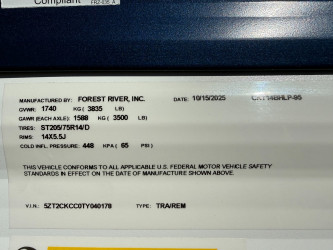 Compliant
MANUFACTURED BY: FOREST RIVER, INC. DATE: 10/15/2025
GVWR: 1740 KG ( 3835 LB)
GAWR (EACH AXLE): 1588 KG ( 3500 LB)
TIRES: ST205/75R14/D
RIMS: 14X5.5J
COLD INFL. PRESSURE: 448 KPA ( 65 PSI)
THIS VEHICLE CONFORMS TO ALL APPLICABLE U.S. FEDERAL MOTOR VEHICLE SAFETY
STANDARDS IN EFFECT ON THE DATE OF MANUFACTURE SHOWN ABOVE.
V.I.N.: 5ZT2CKCC0TY040178 TYPE: TRA/REM